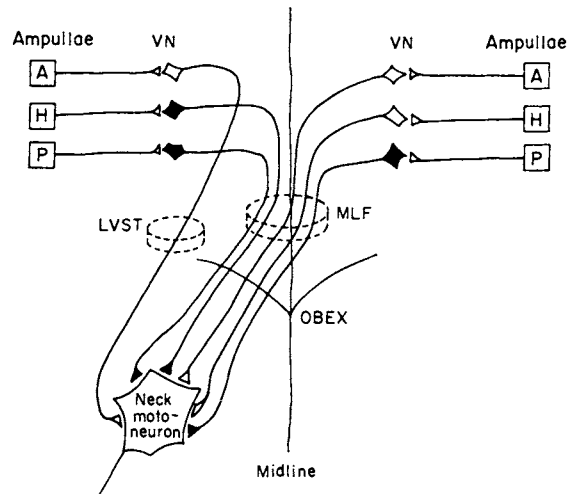 Ampullae VN VN Ampullae
A A
H H
P P
LVST MLF
OBEX
Neck
moto-
neuron
Midline